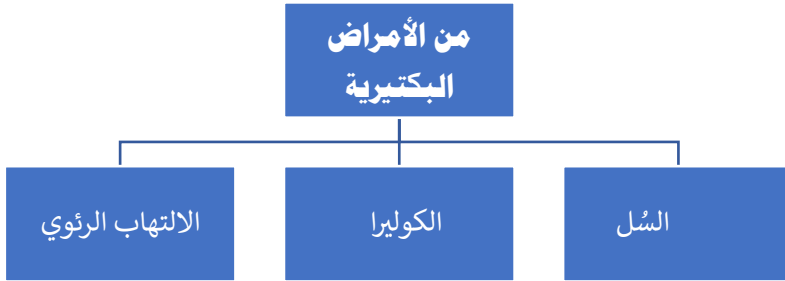 من الأمراض
البكتيرية
السُل
الكوليرا
الالتهاب الرئوي